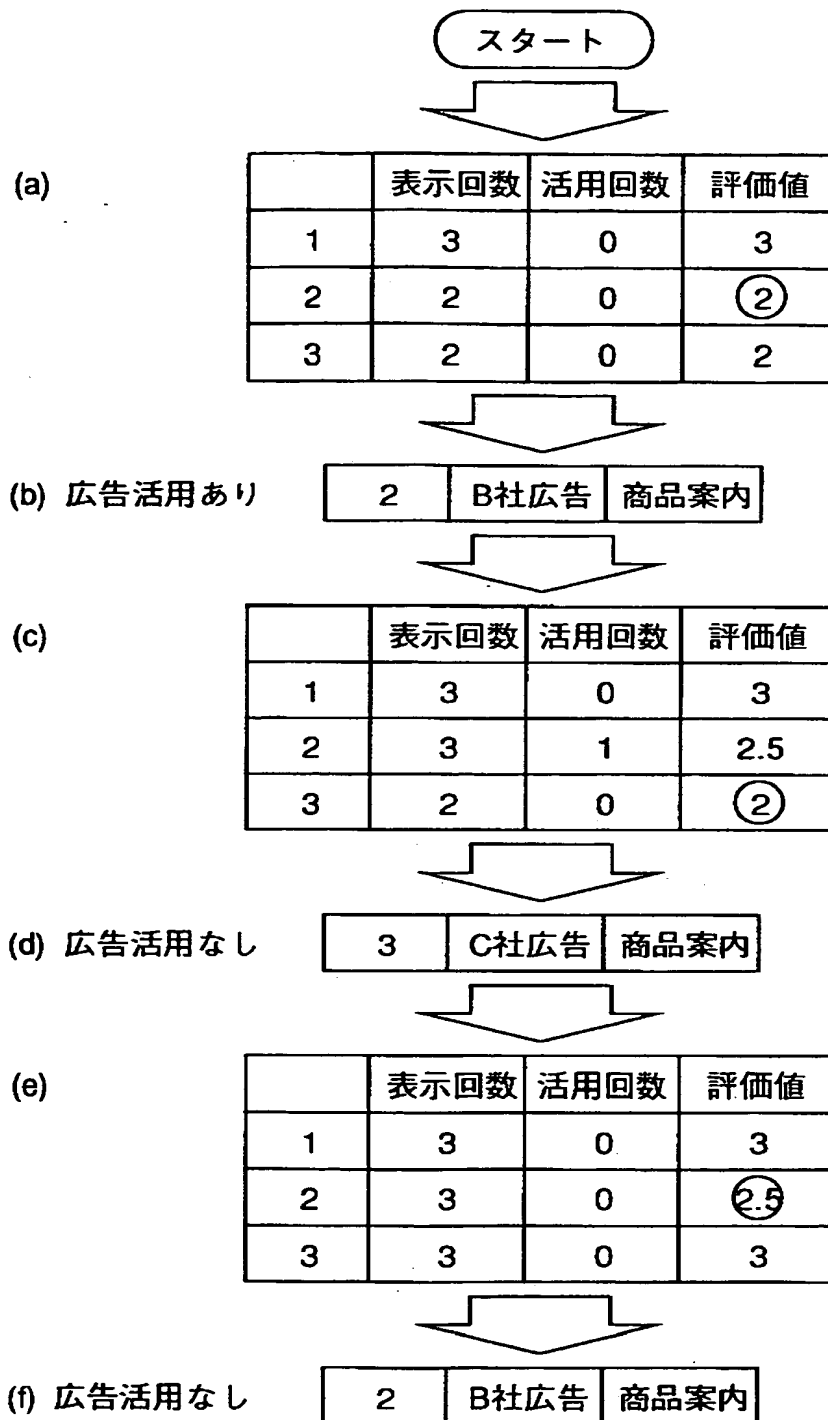 スタート
(a)
表示回数 活用回数 評価値
1 3 0 3
2 2 0 2
3 2 0 2
(b) 広告活用あり 2 B社広告 商品案内
(c)
表示回数 活用回数 評価値
1 3 0 3
2 3 1 2.5
3 2 0 2
(d) 広告活用なし 3 C社広告 商品案内
(e)
表示回数 活用回数 評価値
1 3 0 3
2 3 0 2.5
3 3 0 3
(f) 広告活用なし 2 B社広告 商品案内